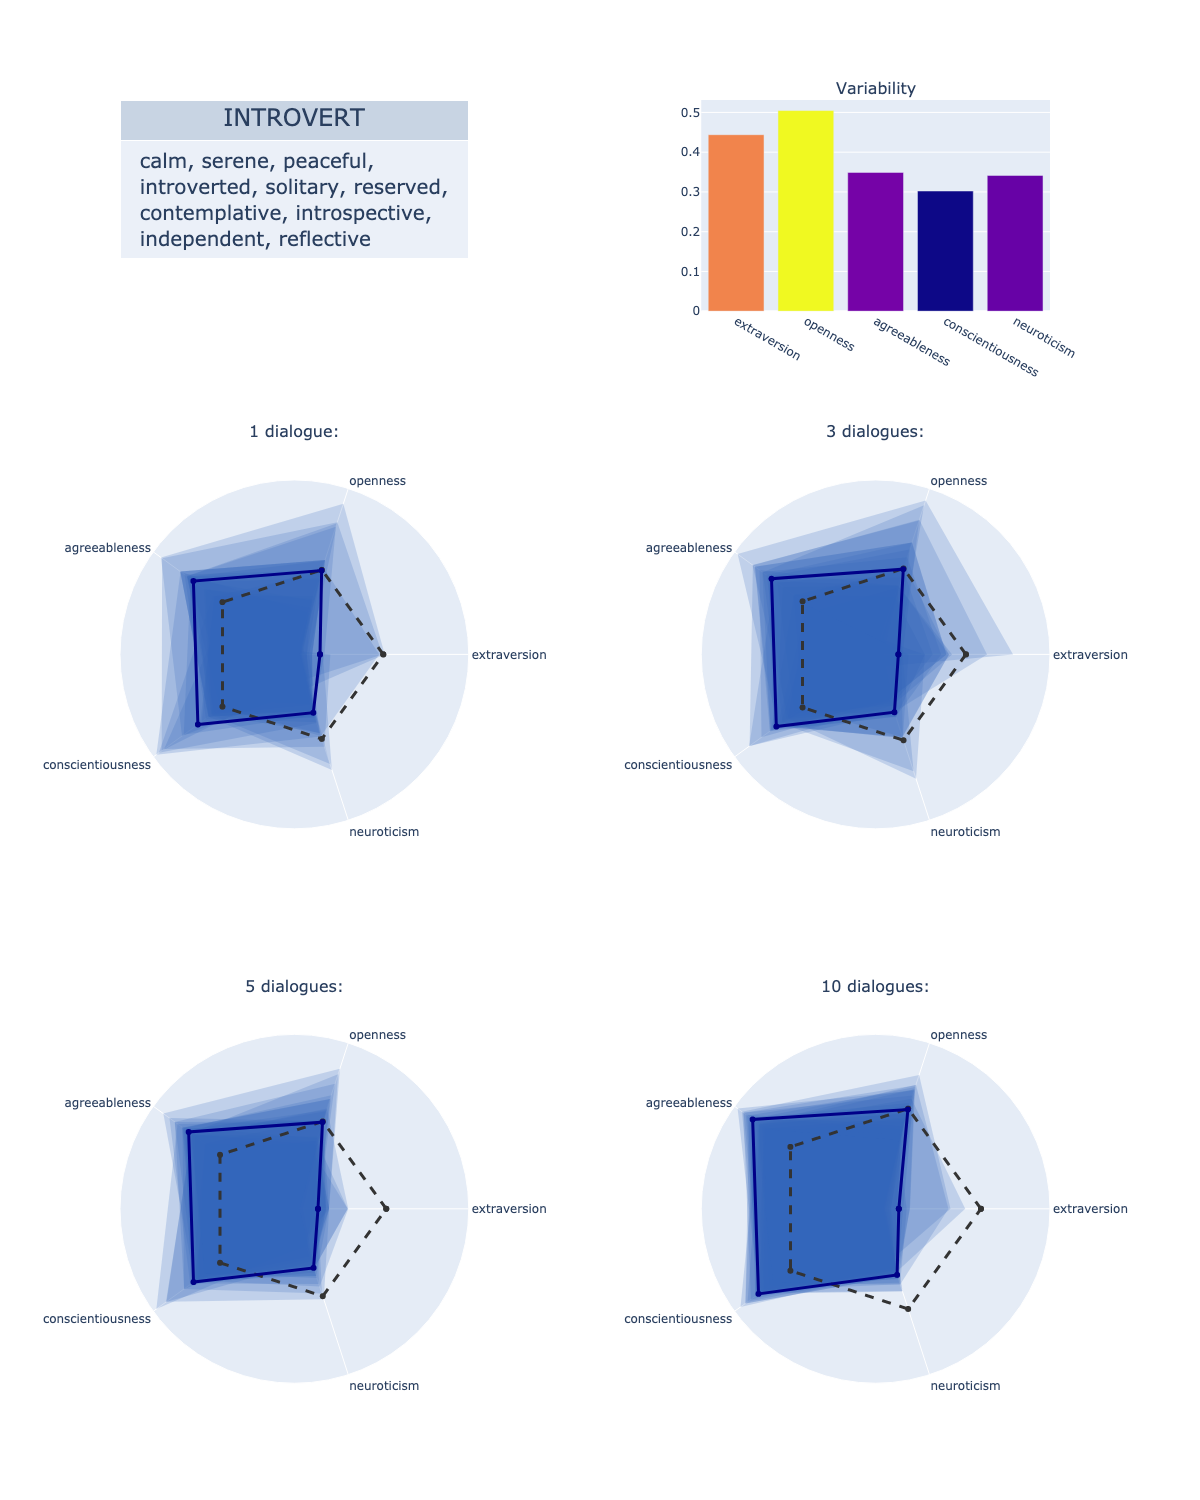 INTROVERT
calm, serene, peaceful,
introverted, solitary, reserved,
contemplative, introspective,
independent, reflective
Variability
0.5
0.4
0.3
0.2
0.1
0
extraversion
openness
agreeableness
conscientiousness
neuroticism
1 dialogue:
openness
agreeableness
extraversion
conscientiousness
neuroticism
3 dialogues:
openness
agreeableness
extraversion
conscientiousness
neuroticism
5 dialogues:
openness
agreeableness
extraversion
conscientiousness
neuroticism
10 dialogues:
openness
agreeableness
extraversion
conscientiousness
neuroticism